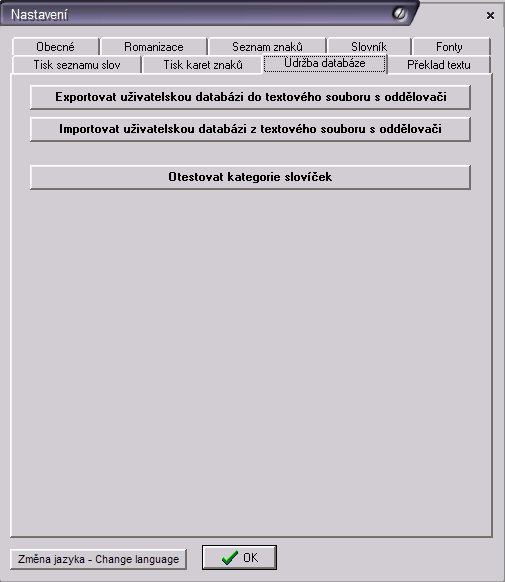 Nastavení
Obecné Romanizace Seznam znaků Slovník Fonty
Tisk seznamu slov Tisk karet znaků Údržba databáze Překlad textu
Exportovat uživatelskou databázi do textového souboru s oddělovači
Importovat uživatelskou databázi z textového souboru s oddělovači
Otestovat kategorie slovíček
Změna jazyka - Change language OK